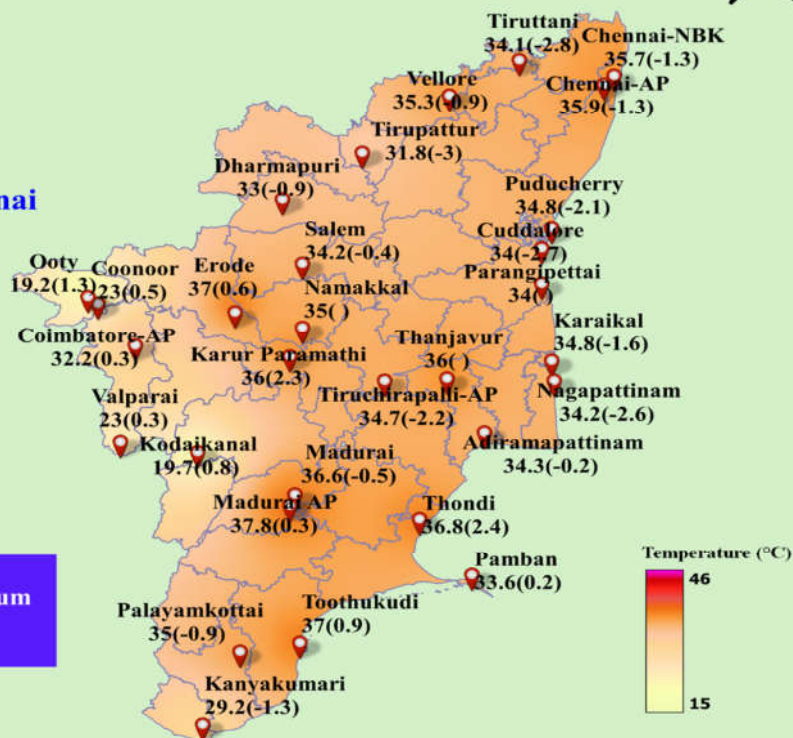 Tiruttani
34.1(-2.8)
Chennai-NBK
35.7(-1.3)
Vellore
35.3(-0.9)
Chennai-AP
35.9(-1.3)
Tirupattur
31.8(-3)
Dharmapuri
33(-0.9)
nai
Puducherry
34.8(-2.1)
Salem
34.2(-0.4)
Cuddalore
34(-2.7)
Ooty
19.2(1.3)
Coonoor
23(0.5)
Erode
37(0.6)
Parangipettai
34( )
Namakkal
35( )
Karaikal
34.8(-1.6)
Coimbatore-AP
32.2(0.3)
Thanjavur
36( )
Karur Paramathi
36(2.3)
Tiruchirapalli-AP
34.7(-2.2)
Nagapattinam
34.2(-2.6)
Valparai
23(0.3)
Kodaikanal
19.7(0.8)
Adiramapattinam
34.3(-0.2)
Madurai
36.6(-0.5)
Madurai AP
37.8(0.3)
Thondi
36.8(2.4)
Pamban
33.6(0.2)
Temperature (°C)
46
15
um
Palayamkottai
35(-0.9)
Toothukudi
37(0.9)
Kanyakumari
29.2(-1.3)